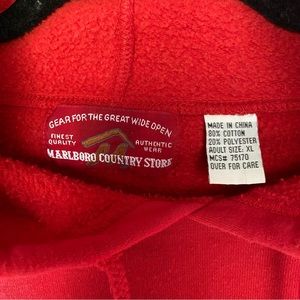 GEAR FOR THE GREAT WIDE OPEN
FINEST QUALITY
AUTHENTIC WEAR
MARLBORO COUNTRY STORE
MADE IN CHINA
80% COTTON
20% POLYESTER
ADULT SIZE: XL
MCS# 75170
OVER FOR CARE